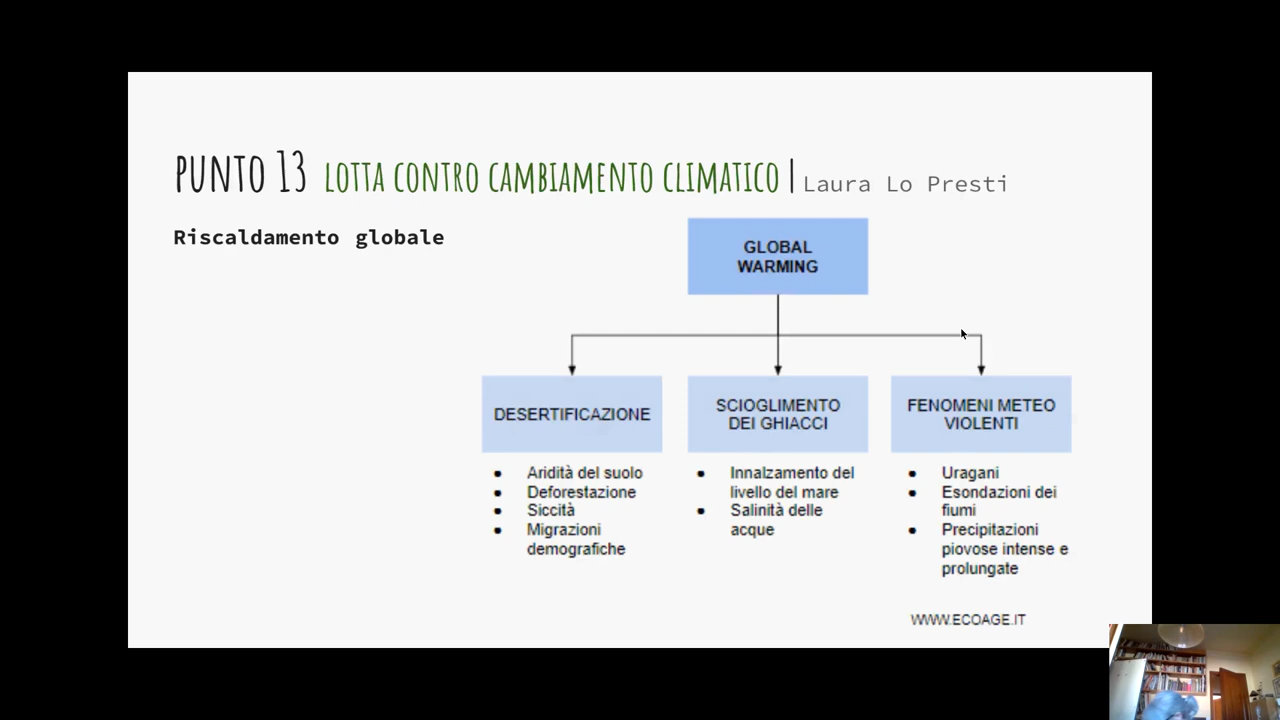 PUNTO 13 LOTTA CONTRO CAMBIAMENTO CLIMATICO | Laura Lo Presti
Riscaldamento globale
GLOBAL
WARMING
DESERTIFICAZIONE
● Aridità del suolo
● Deforestazione
● Siccità
● Migrazioni
demografiche
SCIOGLIMENTO
DEI GHIACCI
● Innalzamento del
livello del mare
● Salinità delle
acque
FENOMENI METEO
VIOLENTI
● Uragani
● Esondazioni dei
fiumi
● Precipitazioni
piovose intense e
prolungate
WWW.ECOAGE.IT